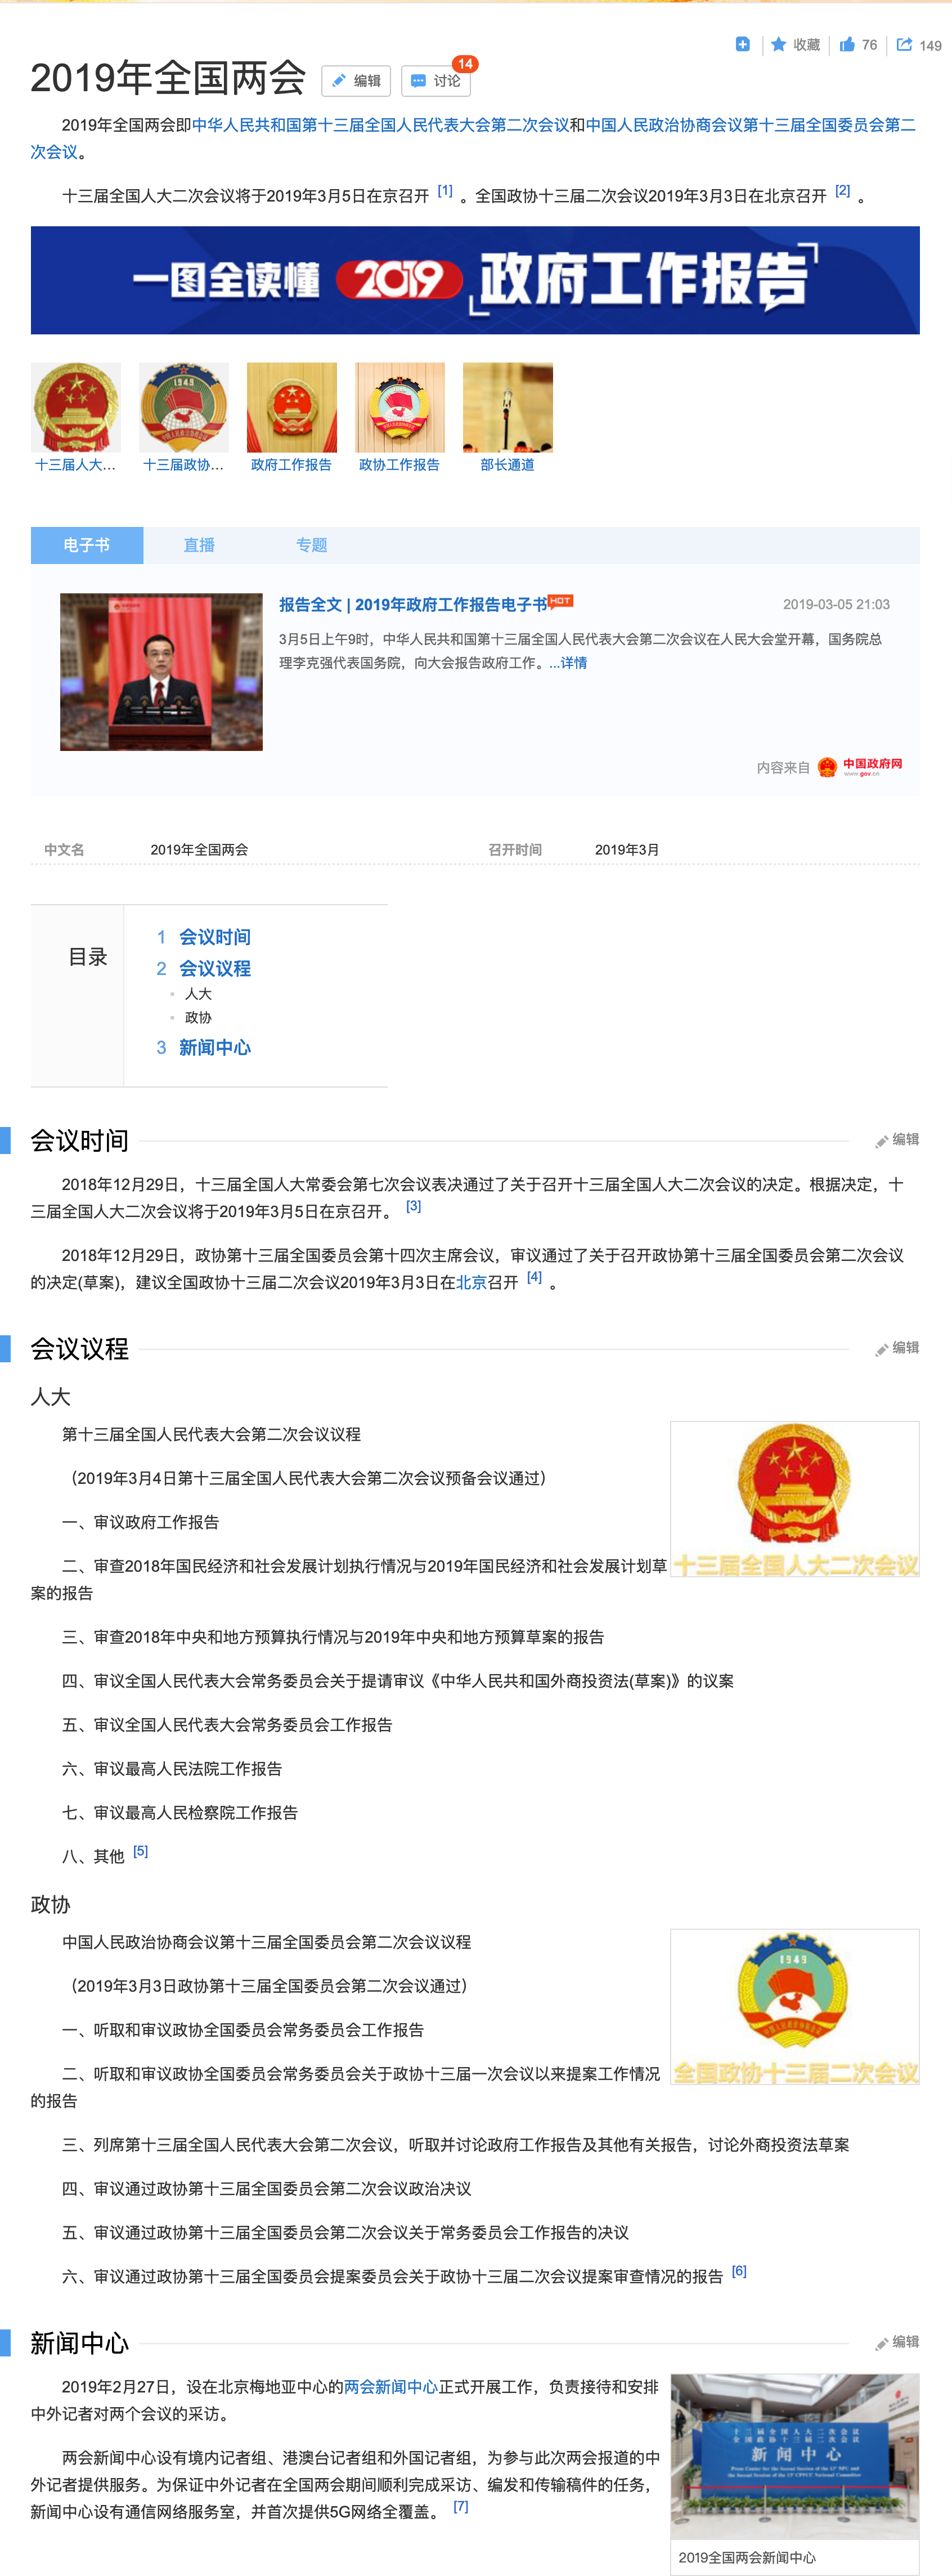 收藏 76 149
2019年全国两会 编辑 讨论 14
2019年全国两会即中华人民共和国第十三届全国人民代表大会第二次会议和中国人民政治协商会议第十三届全国委员会第二
次会议。
十三届全国人大二次会议将于2019年3月5日在京召开 [1] 。全国政协十三届二次会议2019年3月3日在北京召开 [2] 。
一图全读懂 2019 政府工作报告
1949
十三届人大... 十三届政协... 政府工作报告 政协工作报告 部长通道
电子书 直播 专题
报告全文 | 2019年政府工作报告电子书 HOT 2019-03-05 21:03
3月5日上午9时，中华人民共和国第十三届全国人民代表大会第二次会议在人民大会堂开幕，国务院总
理李克强代表国务院，向大会报告政府工作。...详情
内容来自 中国政府网
www.gov.cn
中文名 2019年全国两会 召开时间 2019年3月
目录
1 会议时间
2 会议议程
人大
政协
3 新闻中心
会议时间 编辑
2018年12月29日，十三届全国人大常委会第七次会议表决通过了关于召开十三届全国人大二次会议的决定。根据决定，十
三届全国人大二次会议将于2019年3月5日在京召开。 [3]
2018年12月29日，政协第十三届全国委员会第十四次主席会议，审议通过了关于召开政协第十三届全国委员会第二次会议
的决定(草案)，建议全国政协十三届二次会议2019年3月3日在北京召开 [4] 。
会议议程 编辑
人大
第十三届全国人民代表大会第二次会议议程
（2019年3月4日第十三届全国人民代表大会第二次会议预备会议通过）
一、审议政府工作报告
十三届全国人大二次会议
二、审查2018年国民经济和社会发展计划执行情况与2019年国民经济和社会发展计划草
案的报告
三、审查2018年中央和地方预算执行情况与2019年中央和地方预算草案的报告
四、审议全国人民代表大会常务委员会关于提请审议《中华人民共和国外商投资法(草案)》的议案
五、审议全国人民代表大会常务委员会工作报告
六、审议最高人民法院工作报告
七、审议最高人民检察院工作报告
八、其他 [5]
政协
中国人民政治协商会议第十三届全国委员会第二次会议议程
1949
（2019年3月3日政协第十三届全国委员会第二次会议通过）
一、听取和审议政协全国委员会常务委员会工作报告
全国政协十三届二次会议
二、听取和审议政协全国委员会常务委员会关于政协十三届一次会议以来提案工作情况
的报告
三、列席第十三届全国人民代表大会第二次会议，听取并讨论政府工作报告及其他有关报告，讨论外商投资法草案
四、审议通过政协第十三届全国委员会第二次会议政治决议
五、审议通过政协第十三届全国委员会第二次会议关于常务委员会工作报告的决议
六、审议通过政协第十三届全国委员会提案委员会关于政协十三届二次会议提案审查情况的报告 [6]
新闻中心 编辑
2019年2月27日，设在北京梅地亚中心的两会新闻中心正式开展工作，负责接待和安排
中外记者对两个会议的采访。
两会新闻中心设有境内记者组、港澳台记者组和外国记者组，为参与此次两会报道的中
外记者提供服务。为保证中外记者在全国两会期间顺利完成采访、编发和传输稿件的任务，
新闻中心设有通信网络服务室，并首次提供5G网络全覆盖。 [7]
十三届全国人大二次会议
全国政协十三届二次会议
新闻中心
Press Center for the Second Session of the 13th NPC and
the Second Session of the 13th CPPCC National Committee
2019全国两会新闻中心